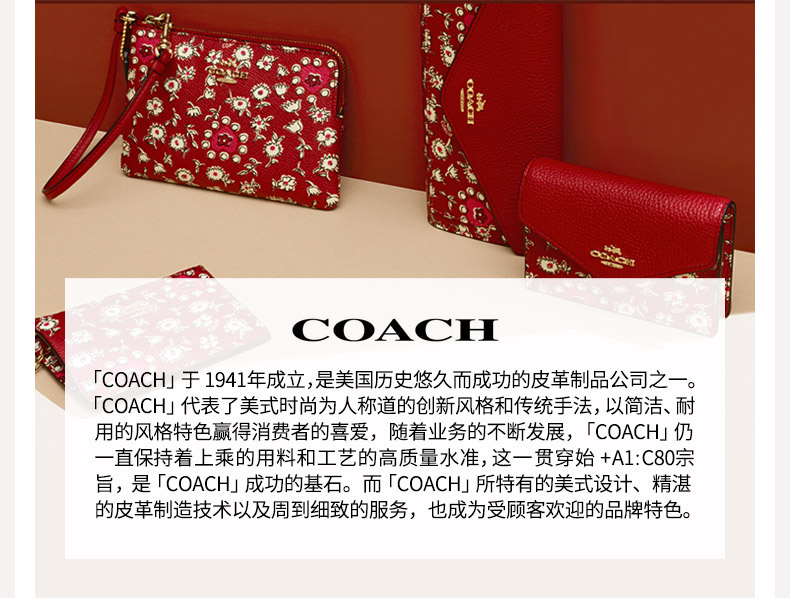 COACH
COACH
COACH
COACH
「COACH」于 1941年成立，是美国历史悠久而成功的皮革制品公司之一。
「COACH」代表了美式时尚为人称道的创新风格和传统手法，以简洁、耐
用的风格特色赢得消费者的喜爱，随着业务的不断发展，「COACH」仍
一直保持着上乘的用料和工艺的高质量水准，这一贯穿始 +A1:C80宗
旨，是「COACH」成功的基石。而「COACH」所特有的美式设计、精湛
的皮革制造技术以及周到细致的服务，也成为受顾客欢迎的品牌特色。